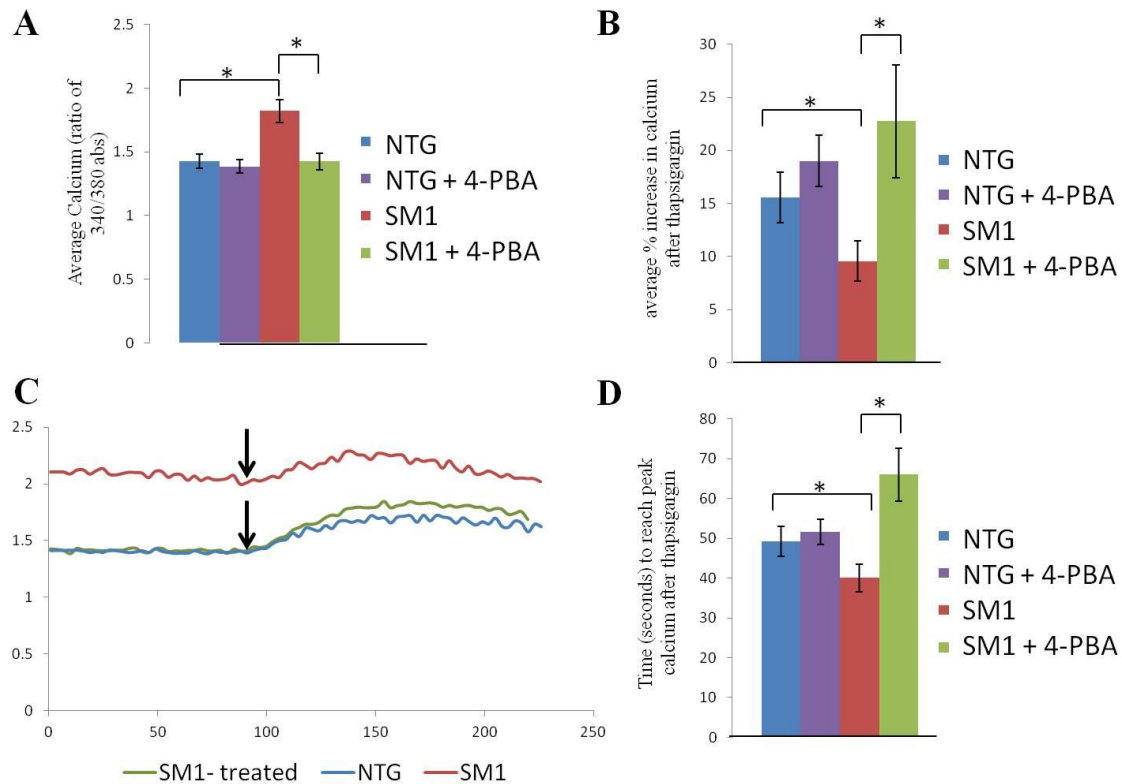 A
Average Calcium (ratio of
340/380 abs)
2.5
2
1.5
1
0.5
0
*
*
NTG
NTG + 4-PBA
SM1
SM1 + 4-PBA
B
average % increase in calcium
after thapsigargin
30
25
20
15
10
5
0
*
*
NTG
NTG + 4-PBA
SM1
SM1 + 4-PBA
C
2.5
2
1.5
1
0.5
0
0 50 100 150 200 250
SM1- treated NTG SM1
D
Time (seconds) to reach peak
calcium after thapsigargin
80
70
60
50
40
30
20
10
0
*
*
NTG
NTG + 4-PBA
SM1
SM1 + 4-PBA